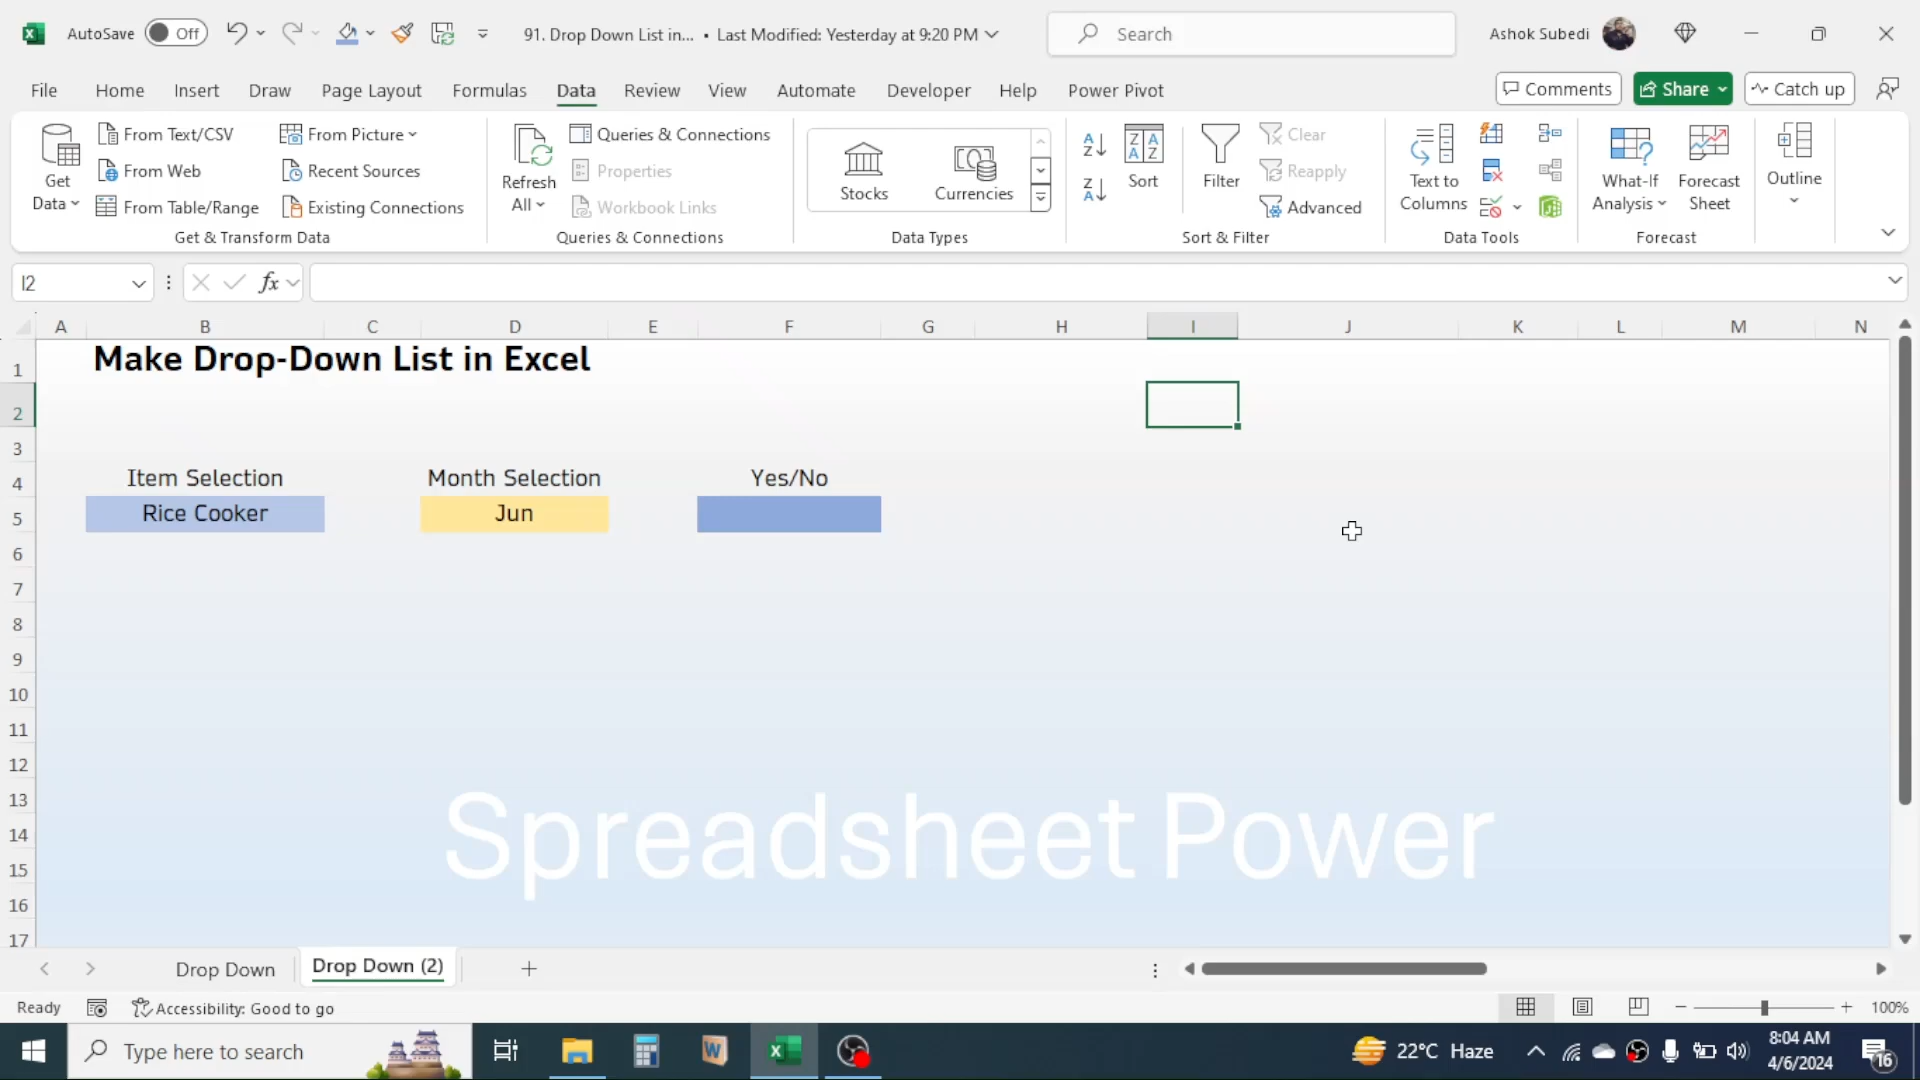 AutoSave Off 91. Drop Down List in... • Last Modified: Yesterday at 9:20 PM Search Ashok Subedi
File Home Insert Draw Page Layout Formulas Data Review View Automate Developer Help Power Pivot Comments Share Catch up
From Text/CSV From Picture Queries & Connections Clear
Get Data From Web Recent Sources Refresh All Properties Stocks Currencies Sort Filter Reapply Text to Columns What-If Analysis Forecast Sheet Outline
From Table/Range Existing Connections Workbook Links Advanced
Get & Transform Data Queries & Connections Data Types Sort & Filter Data Tools Forecast
I2 fx
A B C D E F G H I J K L M N
1 Make Drop-Down List in Excel
2
3
4 Item Selection Month Selection Yes/No
5 Rice Cooker Jun
6
7
8
9
10
11
12
13
14 Spreadsheet Power
15
16
17
Drop Down Drop Down (2)
Ready Accessibility: Good to go 100%
Type here to search 22°C Haze 8:04 AM
4/6/2024 16